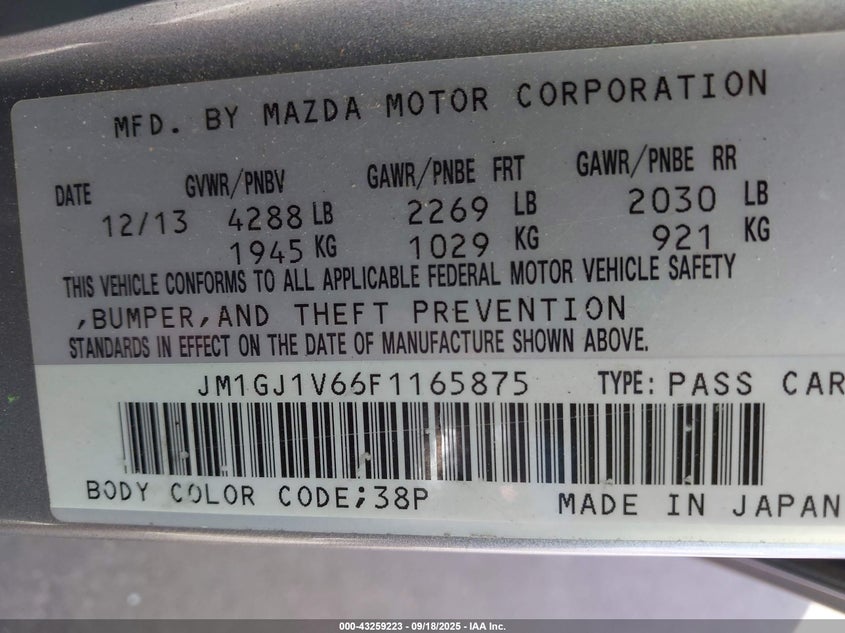 MFD. BY MAZDA MOTOR CORPORATION
DATE GVWR/PNBV GAWR/PNBE FRT GAWR/PNBE RR
12/13 4288 LB 2269 LB 2030 LB
1945 KG 1029 KG 921 KG
THIS VEHICLE CONFORMS TO ALL APPLICABLE FEDERAL MOTOR VEHICLE SAFETY
,BUMPER,AND THEFT PREVENTION
STANDARDS IN EFFECT ON THE DATE OF MANUFACTURE SHOWN ABOVE.
JM1GJ1V66F1165875 TYPE: PASS CAR
BODY COLOR CODE;38P MADE IN JAPAN
000-43259223 - 09/18/2025 - IAA Inc.